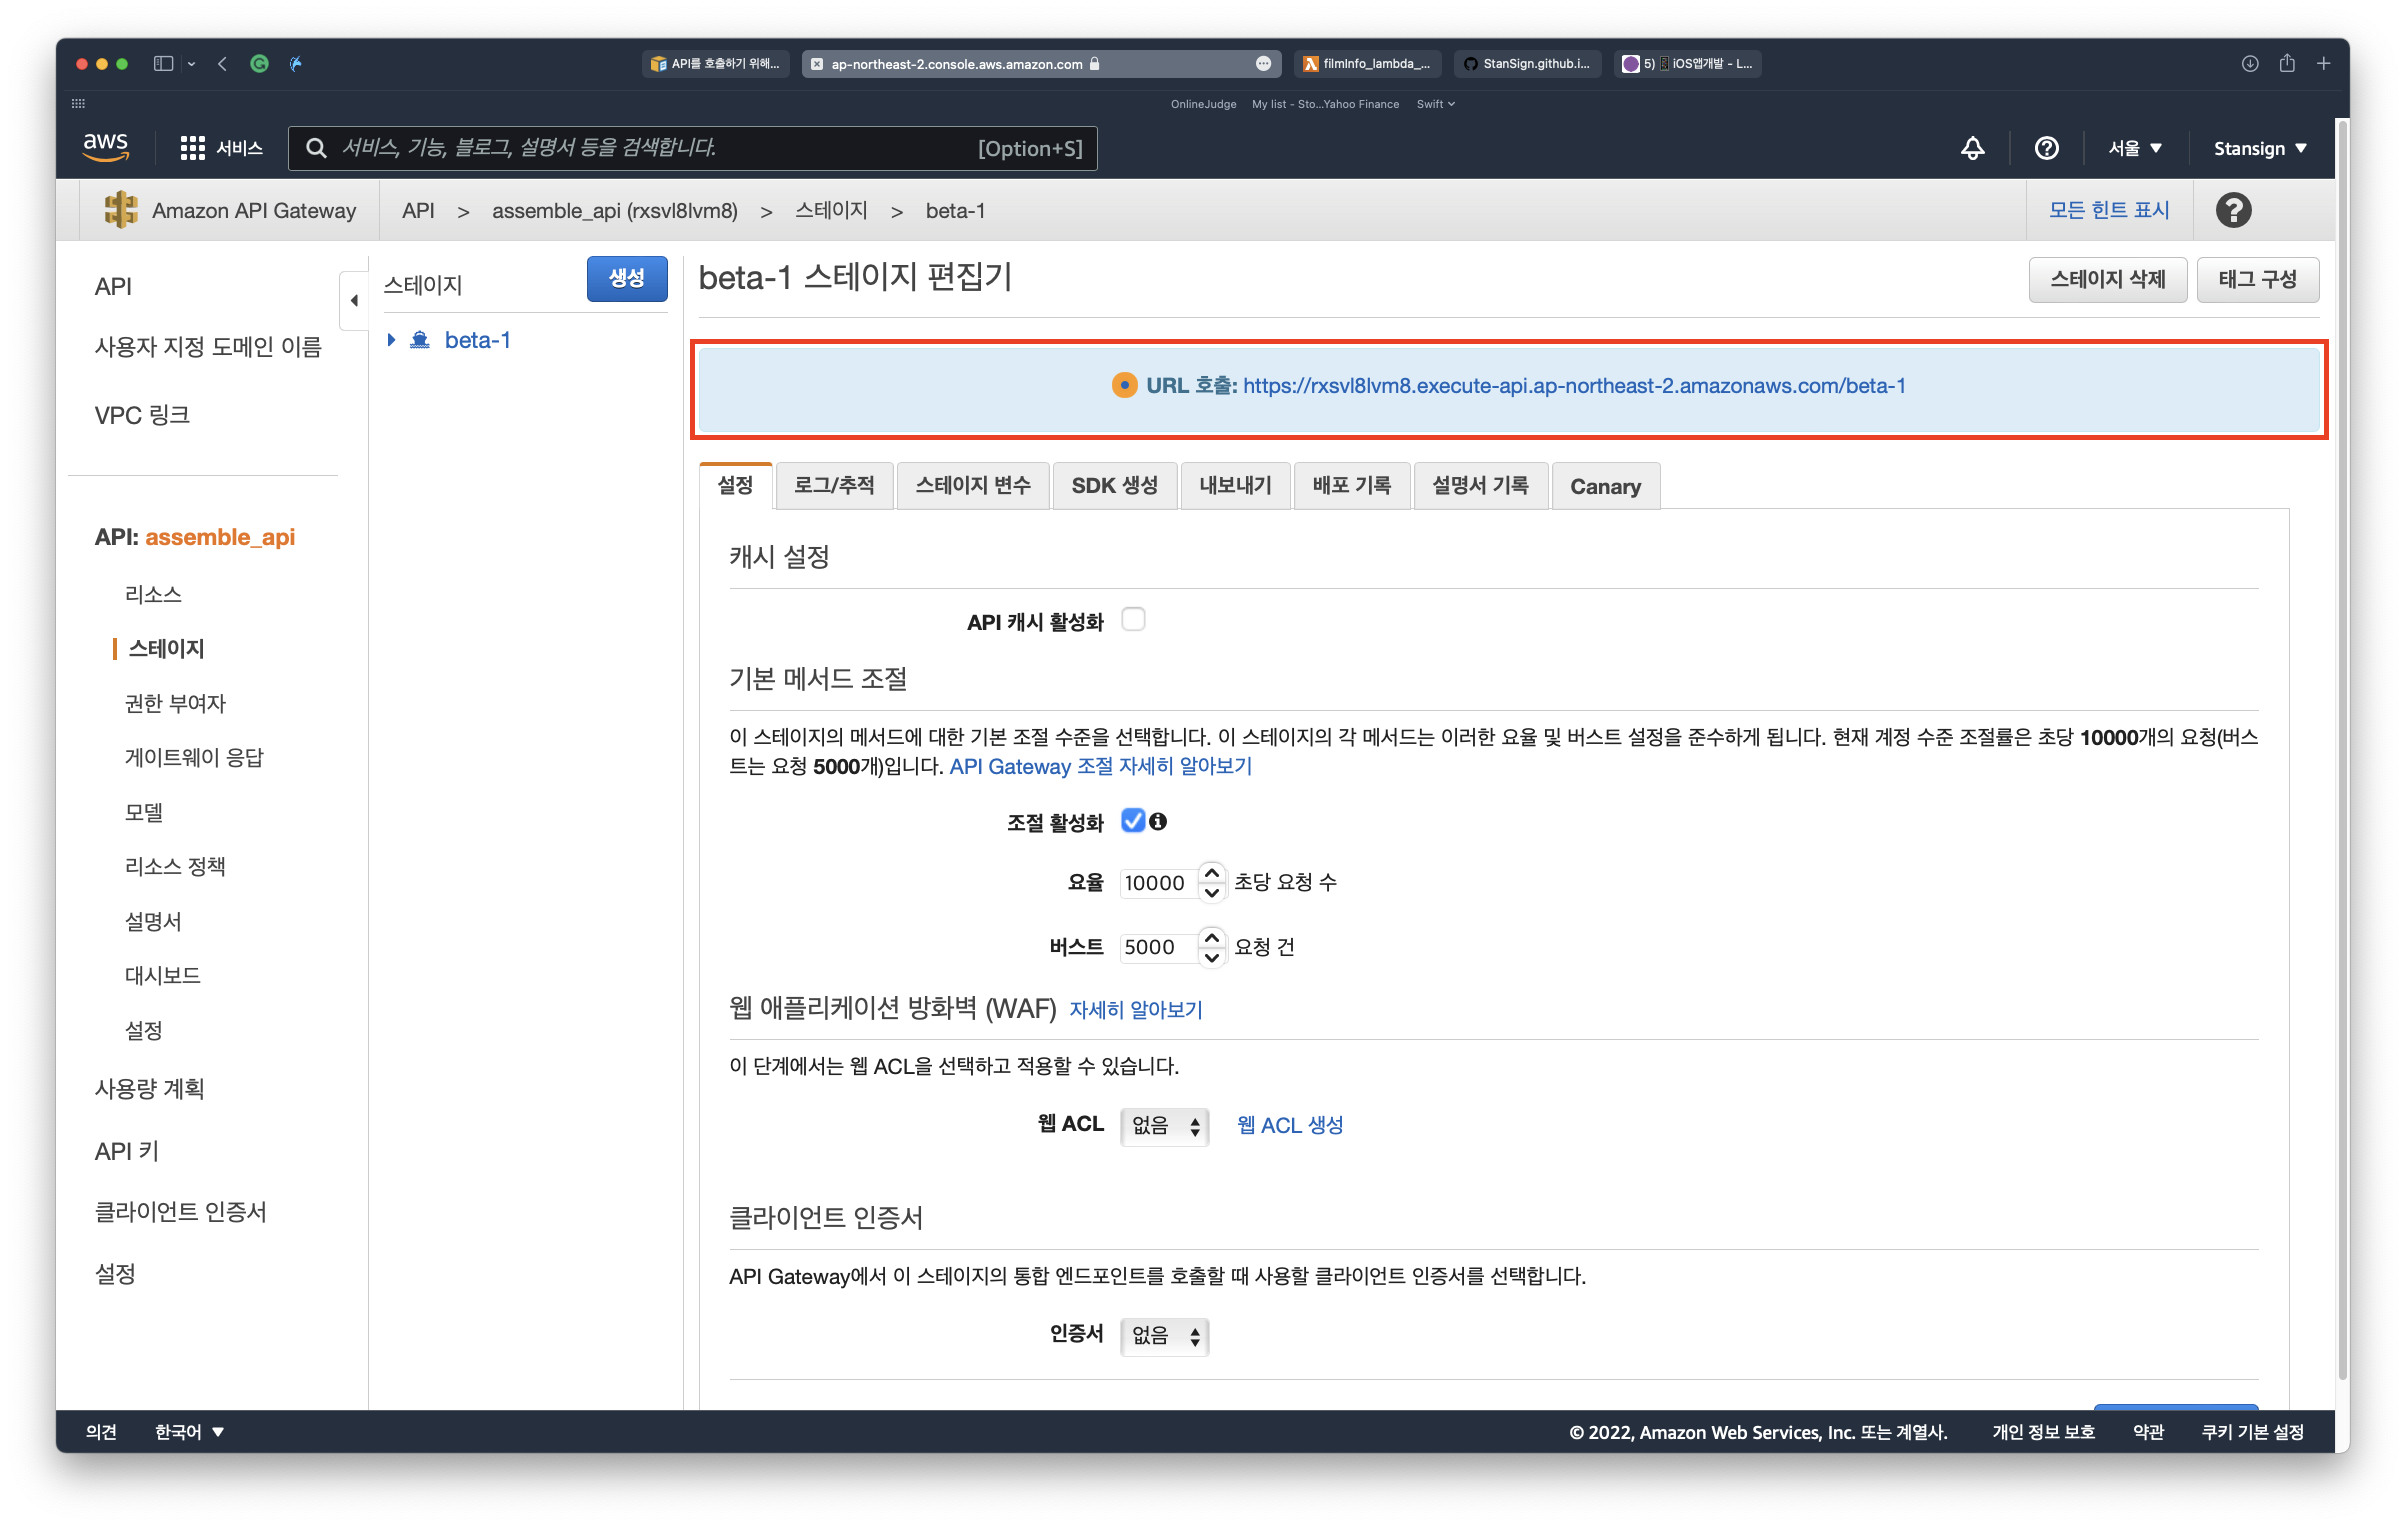 API를 호출하기 위해...
ap-northeast-2.console.aws.amazon.com
filmInfo_lambda_...
StanSign.github.i...
5) iOS앱개발 - L...
OnlineJudge My list - Sto...Yahoo Finance Swift
aws
서비스
서비스, 기능, 블로그, 설명서 등을 검색합니다. [Option+S]
서울 ▼
Stansign ▼
Amazon API Gateway
API > assemble_api (rxsvl8lvm8) > 스테이지 > beta-1
모든 힌트 표시
API
사용자 지정 도메인 이름
VPC 링크
API: assemble_api
리소스
스테이지
권한 부여자
게이트웨이 응답
모델
리소스 정책
설명서
대시보드
설정
사용량 계획
API 키
클라이언트 인증서
설정
스테이지
생성
beta-1
beta-1 스테이지 편집기
스테이지 삭제
태그 구성
URL 호출: https://rxsvl8lvm8.execute-api.ap-northeast-2.amazonaws.com/beta-1
설정 로그/추적 스테이지 변수 SDK 생성 내보내기 배포 기록 설명서 기록 Canary
캐시 설정
API 캐시 활성화
기본 메서드 조절
이 스테이지의 메서드에 대한 기본 조절 수준을 선택합니다. 이 스테이지의 각 메서드는 이러한 요율 및 버스트 설정을 준수하게 됩니다. 현재 계정 수준 조절률은 초당 10000개의 요청(버스
트는 요청 5000개)입니다. API Gateway 조절 자세히 알아보기
조절 활성화
요율 10000 초당 요청 수
버스트 5000 요청 건
웹 애플리케이션 방화벽 (WAF) 자세히 알아보기
이 단계에서는 웹 ACL을 선택하고 적용할 수 있습니다.
웹 ACL 없음 웹 ACL 생성
클라이언트 인증서
API Gateway에서 이 스테이지의 통합 엔드포인트를 호출할 때 사용할 클라이언트 인증서를 선택합니다.
인증서 없음
의견 한국어 ▼
© 2022, Amazon Web Services, Inc. 또는 계열사. 개인 정보 보호 약관 쿠키 기본 설정